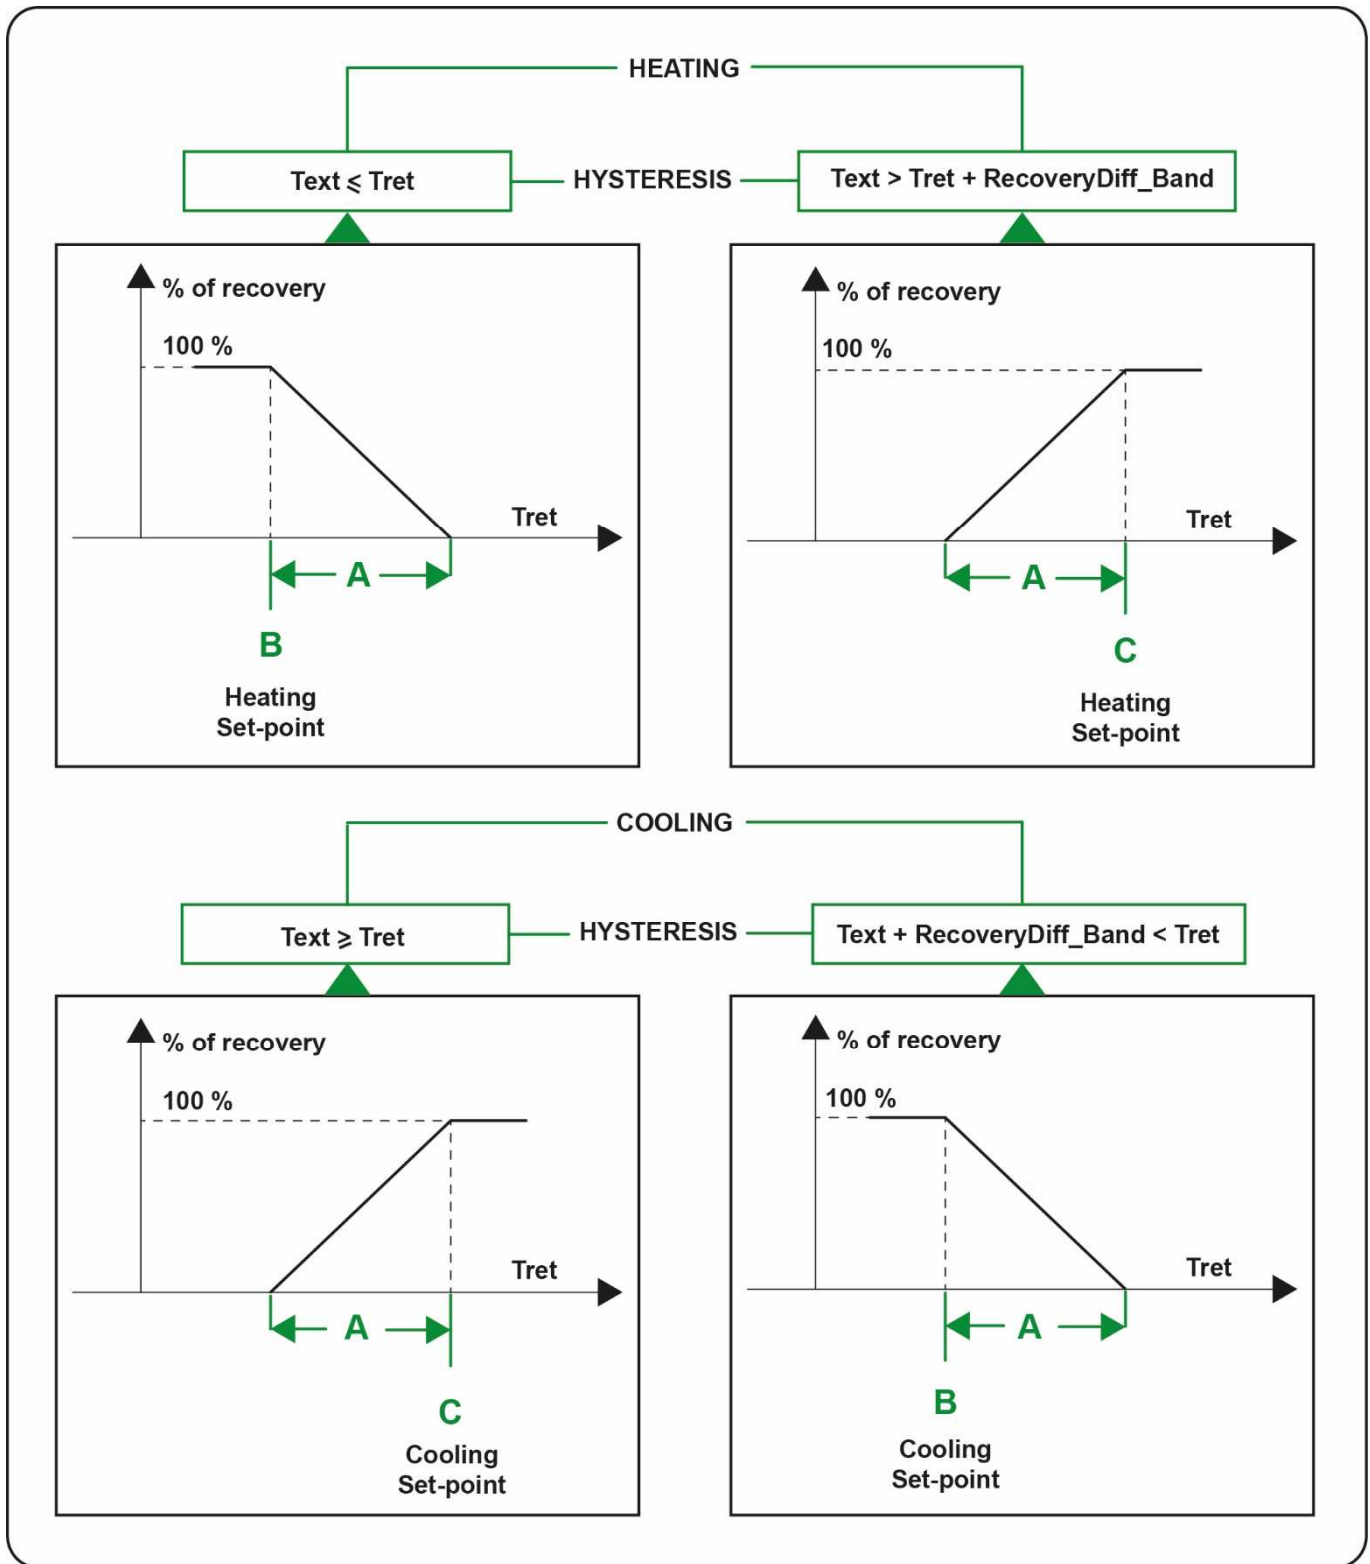 HEATING
Text ⩽ Tret
HYSTERESIS
Text > Tret + RecoveryDiff_Band
% of recovery
100 %
Tret
A
B
Heating
Set-point
% of recovery
100 %
Tret
A
C
Heating
Set-point
COOLING
Text ⩾ Tret
HYSTERESIS
Text + RecoveryDiff_Band < Tret
% of recovery
100 %
Tret
A
C
Cooling
Set-point
% of recovery
100 %
Tret
A
B
Cooling
Set-point